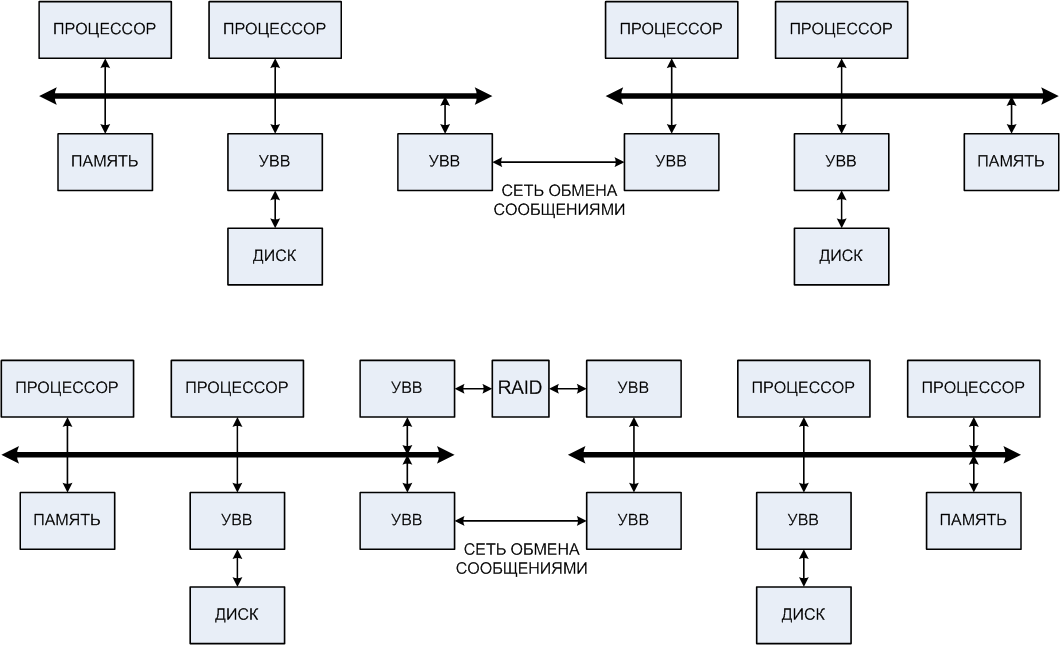 ПРОЦЕССОР ПРОЦЕССОР ПРОЦЕССОР ПРОЦЕССОР
ПАМЯТЬ УВВ УВВ УВВ УВВ ПАМЯТЬ
СЕТЬ ОБМЕНА
СООБЩЕНИЯМИ
ДИСК ДИСК
ПРОЦЕССОР ПРОЦЕССОР УВВ RAID УВВ ПРОЦЕССОР ПРОЦЕССОР
ПАМЯТЬ УВВ УВВ УВВ УВВ ПАМЯТЬ
СЕТЬ ОБМЕНА
СООБЩЕНИЯМИ
ДИСК ДИСК